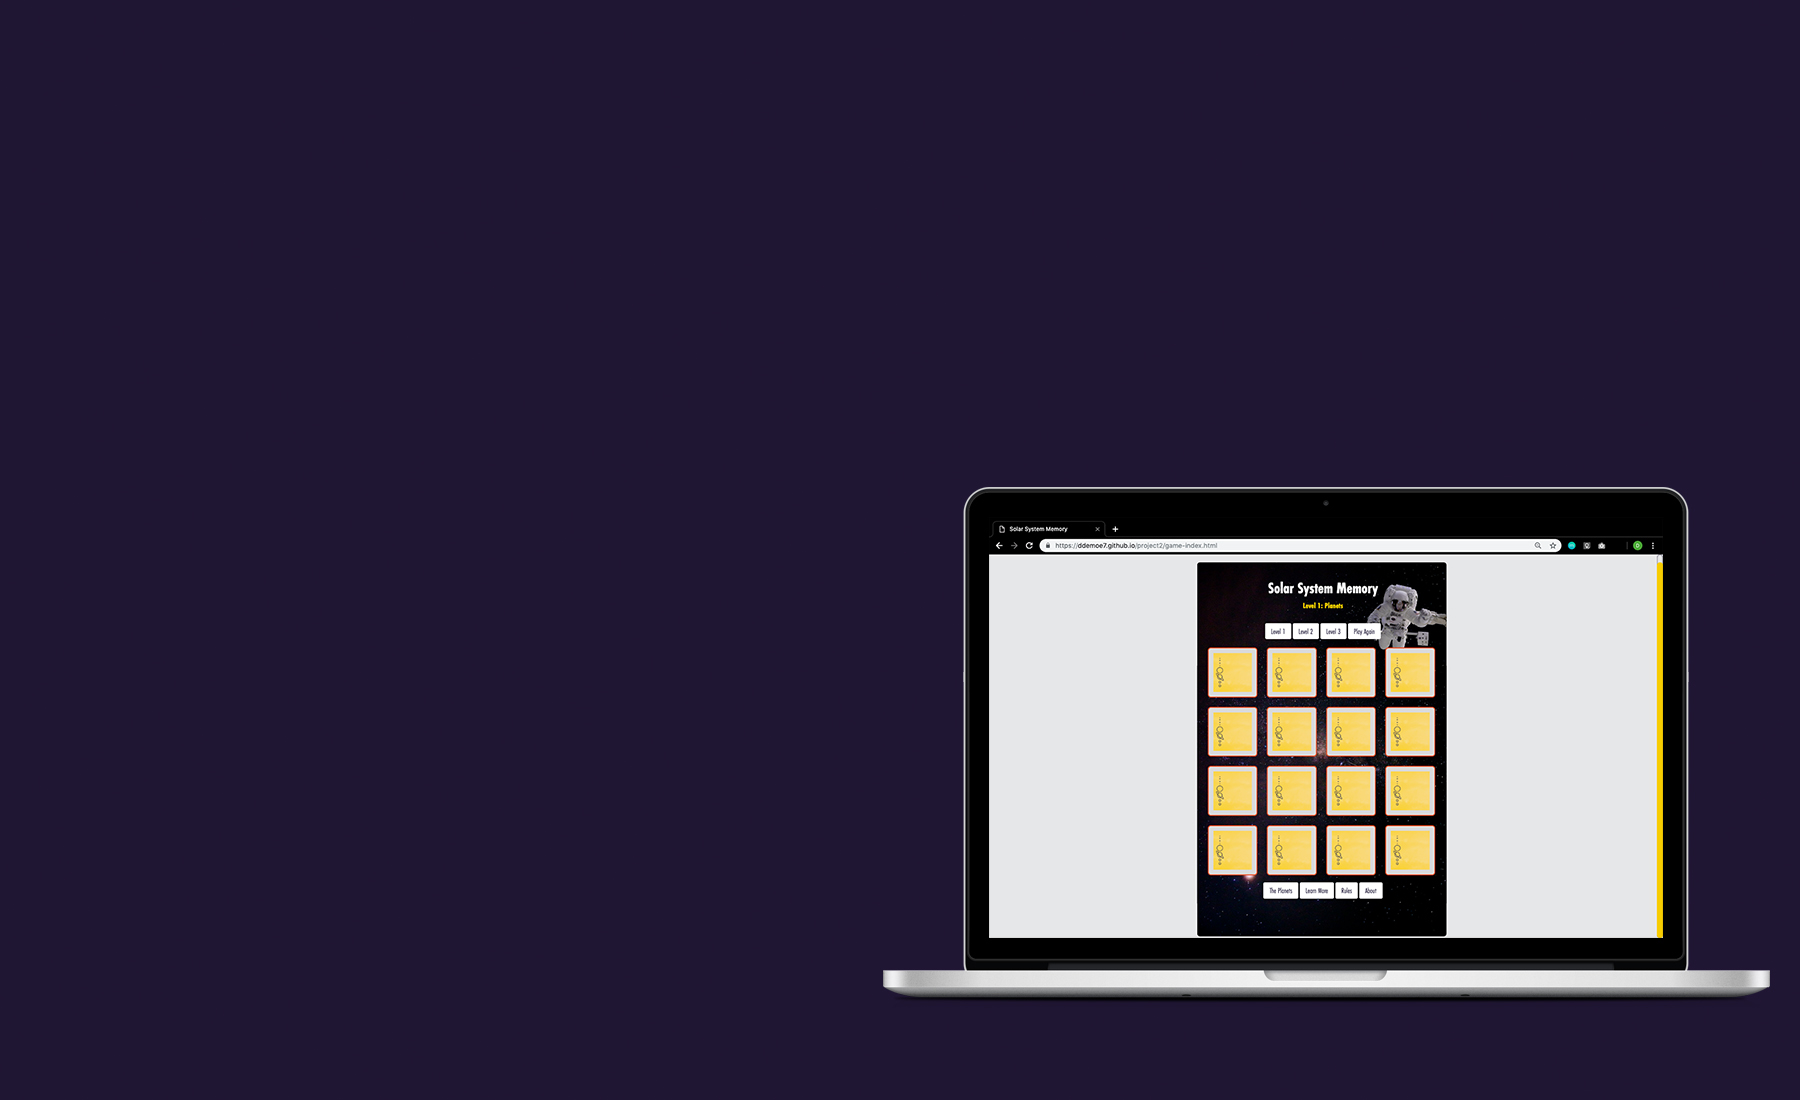 Solar System Memory
https://ddemoe7.github.io/project2/game-index.html
Solar System Memory
Level 1: Planets
Level 1 Level 2 Level 3 Play Again
The Planets Learn More Rules About